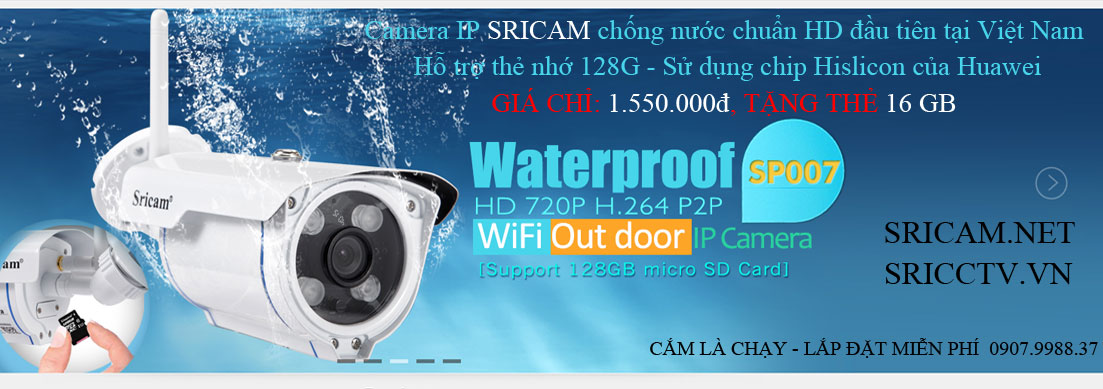 Camera IP SRICAM chống nước chuẩn HD đầu tiên tại Việt Nam
Hỗ trợ thẻ nhớ 128G - Sử dụng chip Hislicon của Huawei
GIÁ CHỈ: 1.550.000đ, TẶNG THẺ 16 GB
Waterproof SP007
HD 720P H.264 P2P
WiFi Out door IP Camera
[Support 128GB micro SD Card]
Sricam
am
SRICAM.NET
SRICCTV.VN
CẮM LÀ CHẠY - LẮP ĐẶT MIỄN PHÍ 0907.9988.37